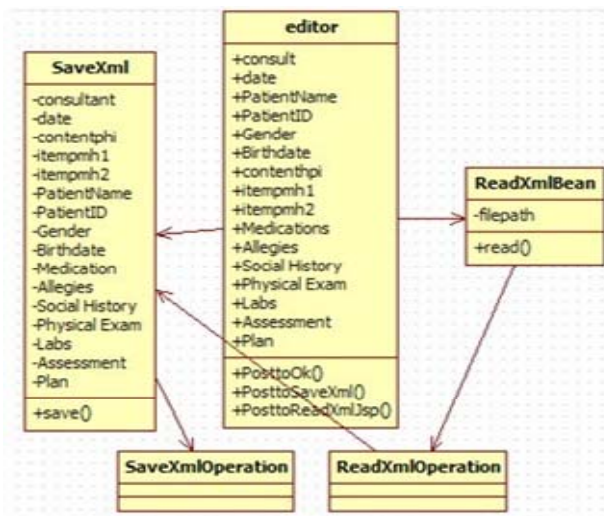 SaveXml
-consultant
-date
-contentphi
-itempmh1
-itempmh2
-PatientName
-PatientID
-Gender
-Birthdate
-Medication
-Allegies
-Social History
-Physical Exam
-Labs
-Assessment
-Plan
+save()
editor
+consult
+date
+PatientName
+PatientID
+Gender
+Birthdate
+contenthpi
+itempmh1
+itempmh2
+Medications
+Allegies
+Social History
+Physical Exam
+Labs
+Assessment
+Plan
+PosttoOk()
+PosttoSaveXml()
+PosttoReadXmlJsp()
ReadXmlBean
-filepath
+read()
SaveXmlOperation
ReadXmlOperation